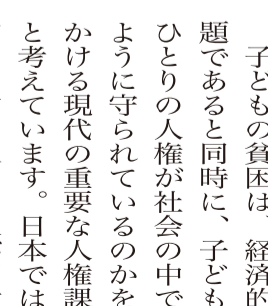 子どもの貧困は、経済的
題であると同時に、子ども
ひとりの人権が社会の中で
ように守られているのかを
かける現代の重要な人権課
と考えています。日本では